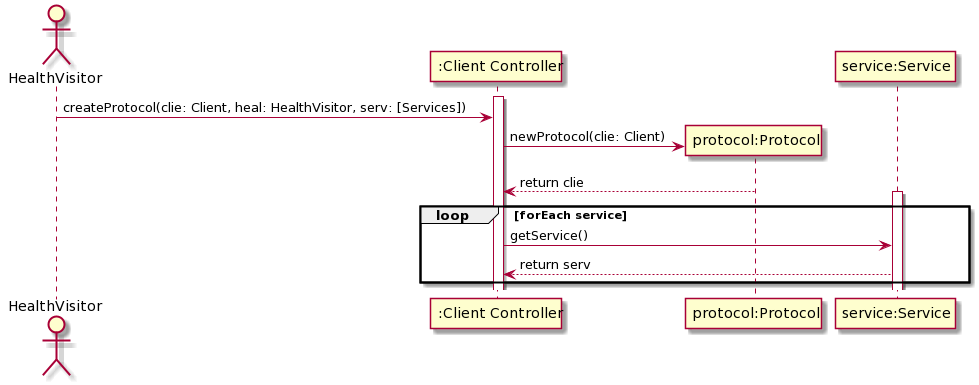 HealthVisitor
:Client Controller
service:Service
createProtocol(clie: Client, heal: HealthVisitor, serv: [Services])
newProtocol(clie: Client)
protocol:Protocol
return clie
loop
[forEach service]
getService()
return serv
HealthVisitor
:Client Controller
protocol:Protocol
service:Service